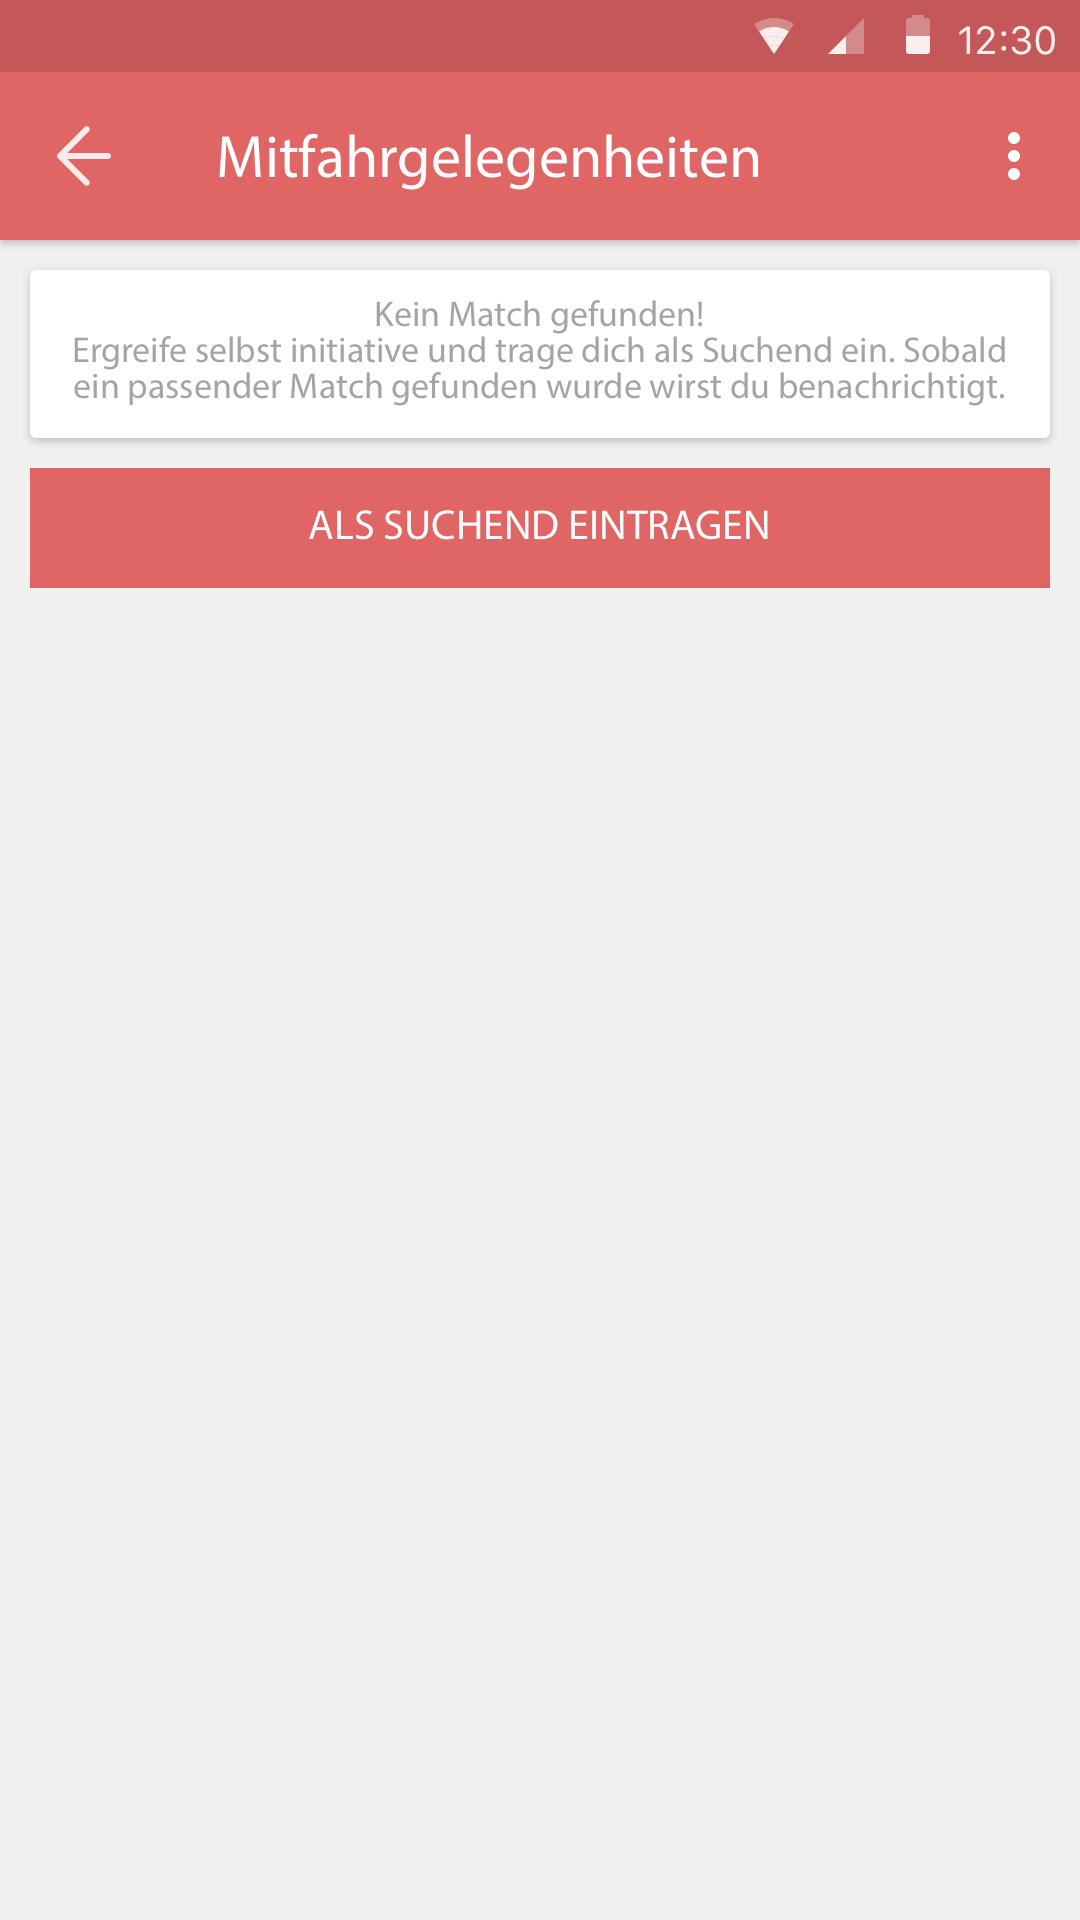 12:30
Mitfahrgelegenheiten
Kein Match gefunden!
Ergreife selbst initiative und trage dich als Suchend ein. Sobald
ein passender Match gefunden wurde wirst du benachrichtigt.
ALS SUCHEND EINTRAGEN